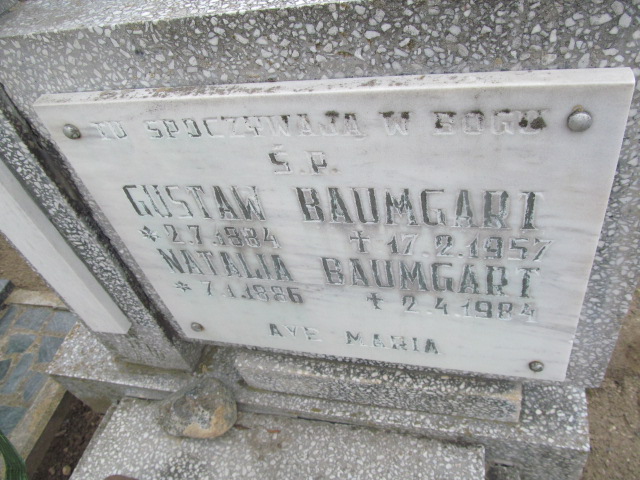 TU SPOCZYWAJĄ W BOGU
Ś.P.
GUSTAW BAUMGART
* 2.7.1884 ✝ 17.2.1957
NATALJA BAUMGART
* 7.1.1886 ✝ 2.4.1984
AVE MARIA